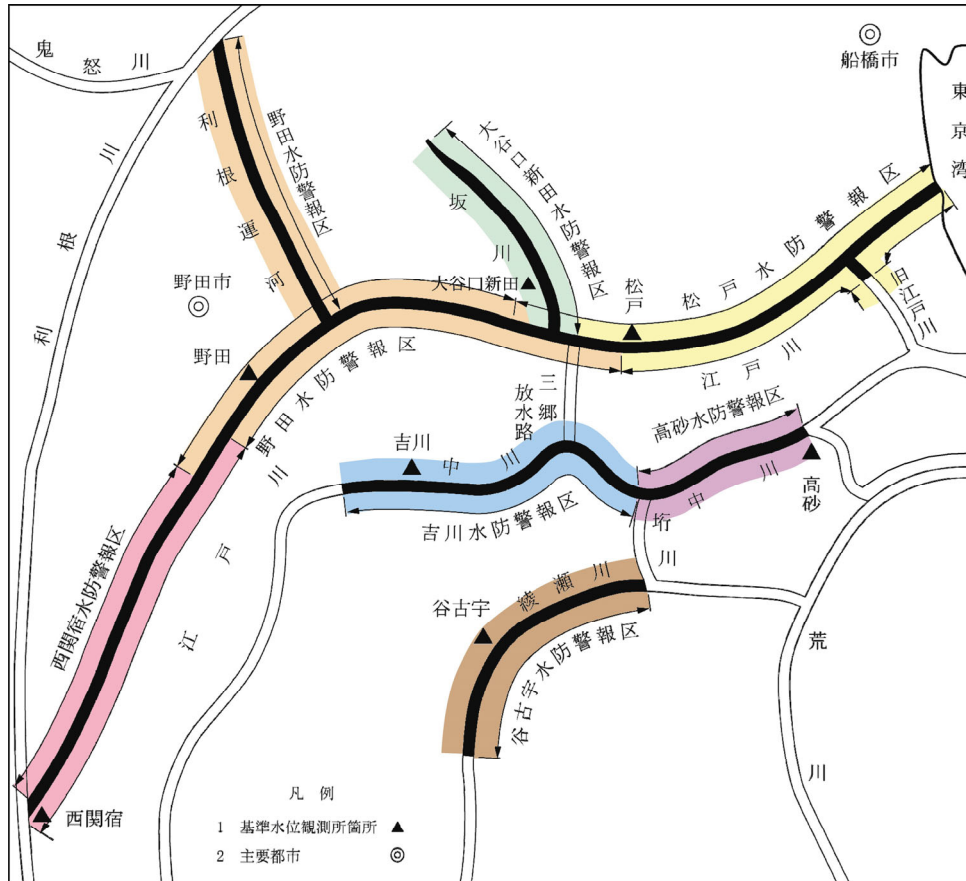 鬼怒川
利根川
船橋市
東京湾
利根運河
野田水防警報区
坂川
大谷口新田水防警報区
大谷口新田
野田市
松戸
松戸水防警報区
旧江戸川
江戸川
野田
野田水防警報区
三郷放水路
吉川
中川
吉川水防警報区
高砂水防警報区
中川
高砂
垳川
西関宿水防警報区
江戸川
谷古宇
綾瀬川
谷古宇水防警報区
荒川
西関宿
凡 例
1 基準水位観測所箇所 ▲
2 主要都市 ◎